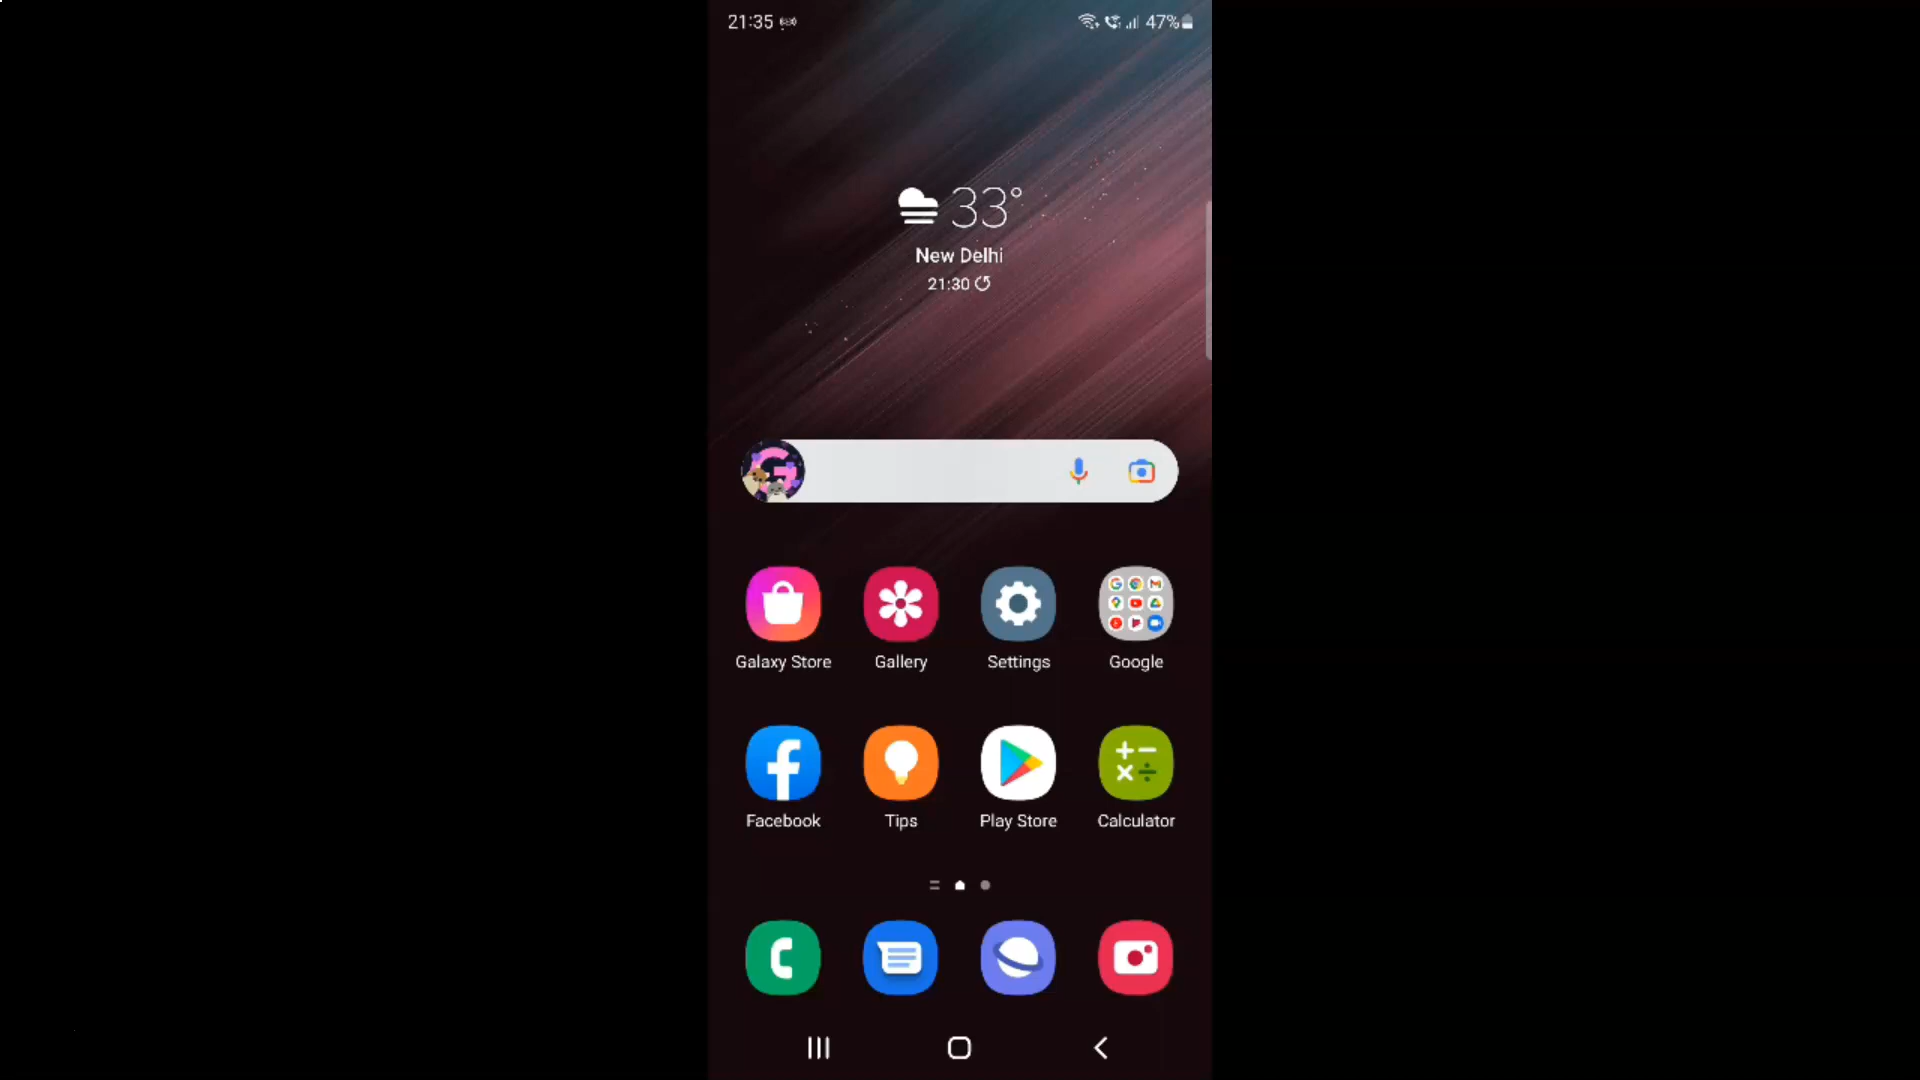 21:35 47%
33°
New Delhi
21:30
Galaxy Store Gallery Settings Google
Facebook Tips Play Store Calculator